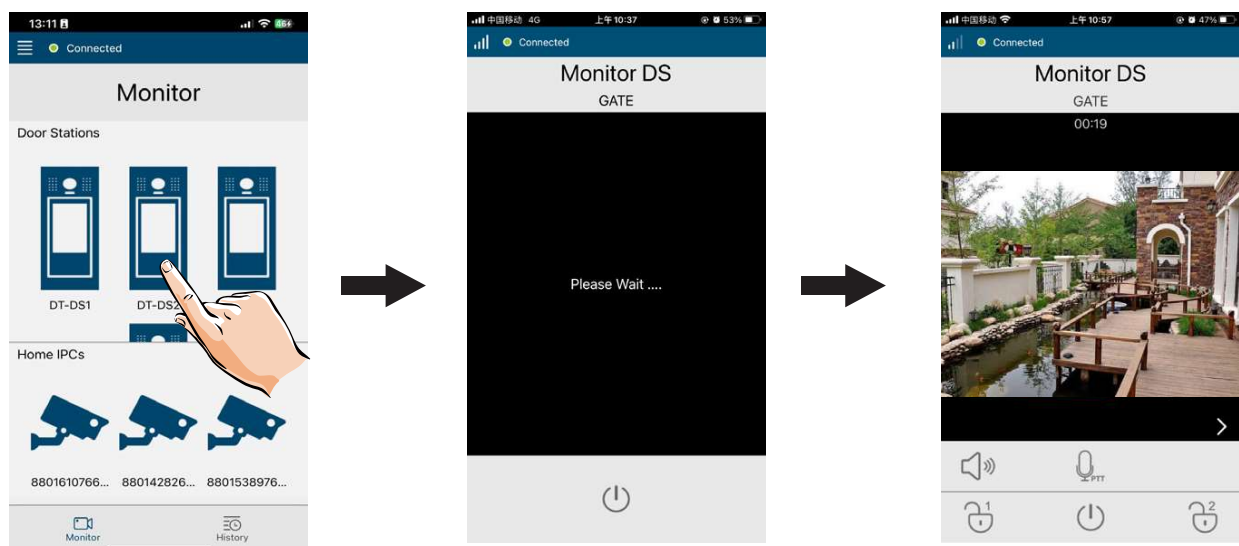 13:11
468
Connected
Monitor
Door Stations
DT-DS1
DT-DS2
Home IPCs
8801610766...
880142826...
8801538976...
Monitor
History
中国移动 4G
上午10:37
53%
Connected
Monitor DS
GATE
Please Wait ....
中国移动
上午10:57
47%
Connected
Monitor DS
GATE
00:19
PTT
1
2